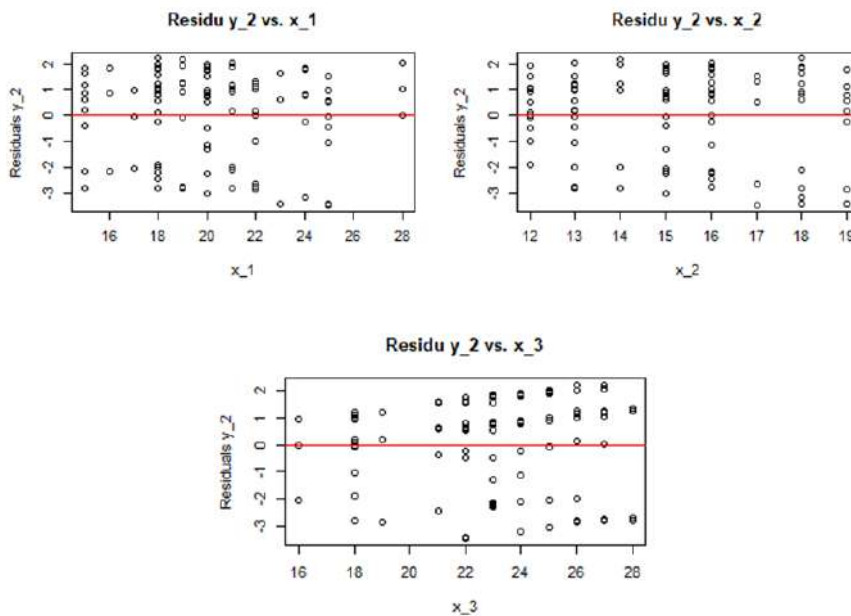 Residu y_2 vs. x_1
Residuals y_2
2
1
0
-1
-2
-3
16 18 20 22 24 26 28
x_1
Residu y_2 vs. x_2
Residuals y_2
2
1
0
-1
-2
-3
12 13 14 15 16 17 18 19
x_2
Residu y_2 vs. x_3
Residuals y_2
2
1
0
-1
-2
-3
16 18 20 22 24 26 28
x_3